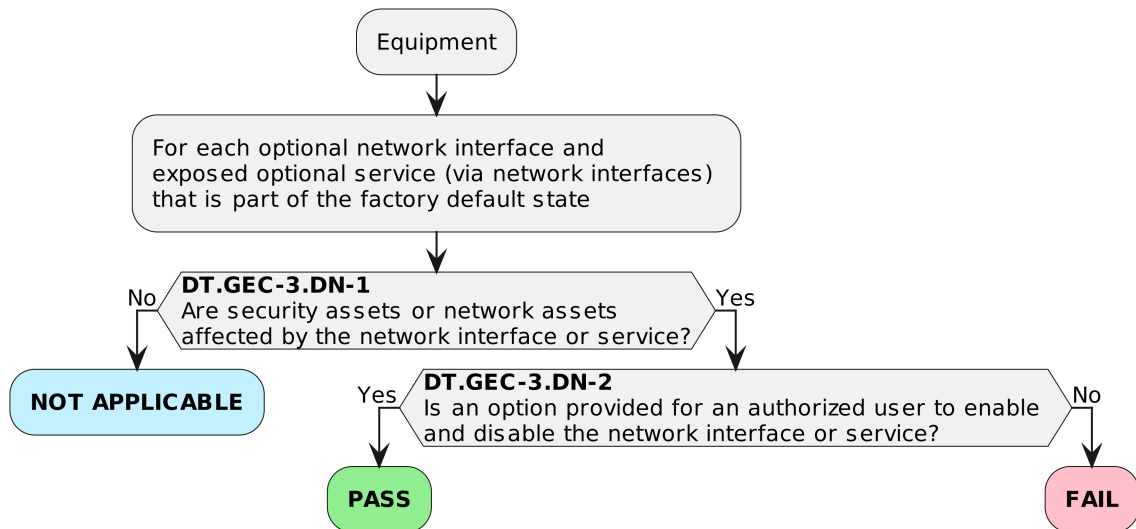 Equipment
For each optional network interface and
exposed optional service (via network interfaces)
that is part of the factory default state
DT.GEC-3.DN-1
Are security assets or network assets
affected by the network interface or service?
No
Yes
NOT APPLICABLE
DT.GEC-3.DN-2
Is an option provided for an authorized user to enable
and disable the network interface or service?
Yes
No
PASS
FAIL